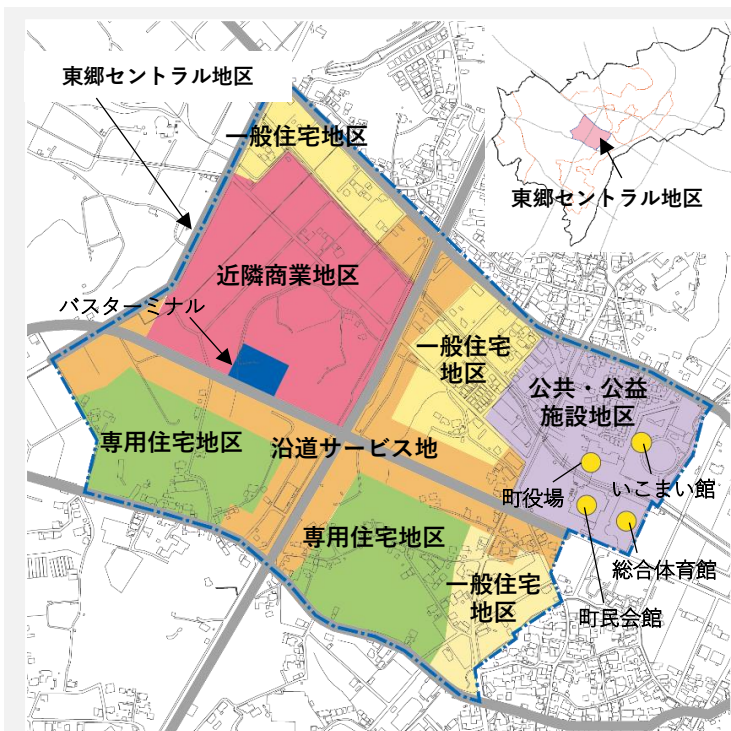 東郷セントラル地区
一般住宅地区
東郷セントラル地区
近隣商業地区
バスターミナル
一般住宅
地区
公共・公益
施設地区
専用住宅地区
沿道サービス地
町役場
いこまい館
専用住宅地区
総合体育館
一般住宅
地区
町民会館